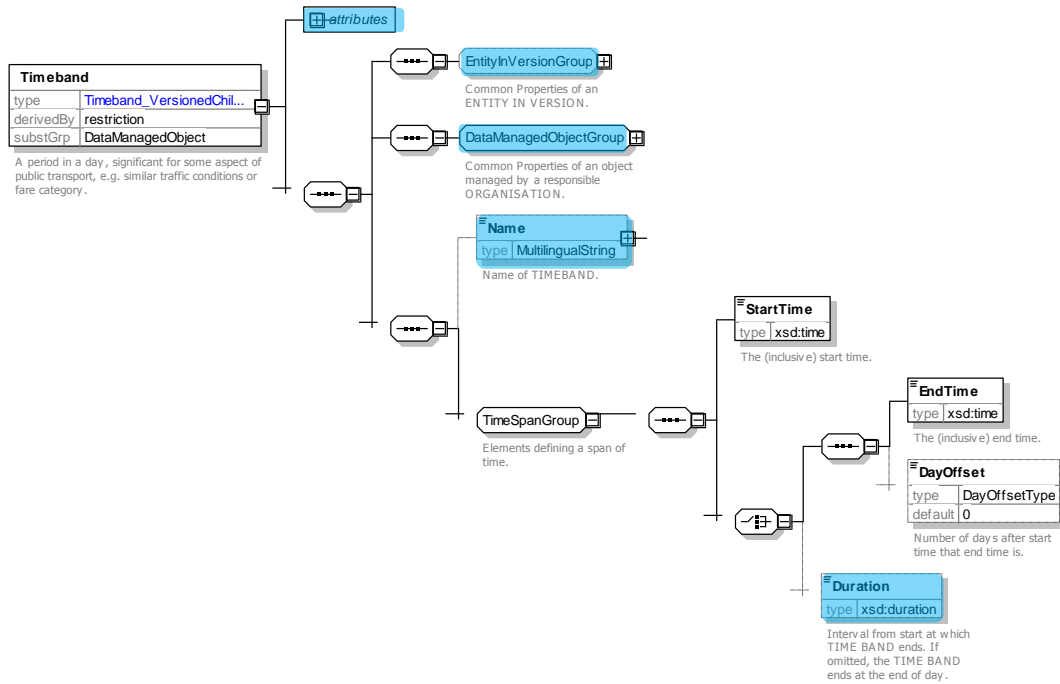 attributes
EntityInVersionGroup
Common Properties of an
ENTITY IN VERSION.
Timeband
type Timeband_VersionedChil...
derivedBy restriction
substGrp DataManagedObject
A period in a day, significant for some aspect of
public transport, e.g. similar traffic conditions or
fare category.
DataManagedObjectGroup
Common Properties of an object
managed by a responsible
ORGANISATION.
Name
type MultilingualString
Name of TIMEBAND.
StartTime
type xsd:time
The (inclusive) start time.
TimeSpanGroup
Elements defining a span of
time.
EndTime
type xsd:time
The (inclusive) end time.
DayOffset
type DayOffsetType
default 0
Number of days after start
time that end time is.
Duration
type xsd:duration
Interval from start at which
TIME BAND ends. If
omitted, the TIME BAND
ends at the end of day.